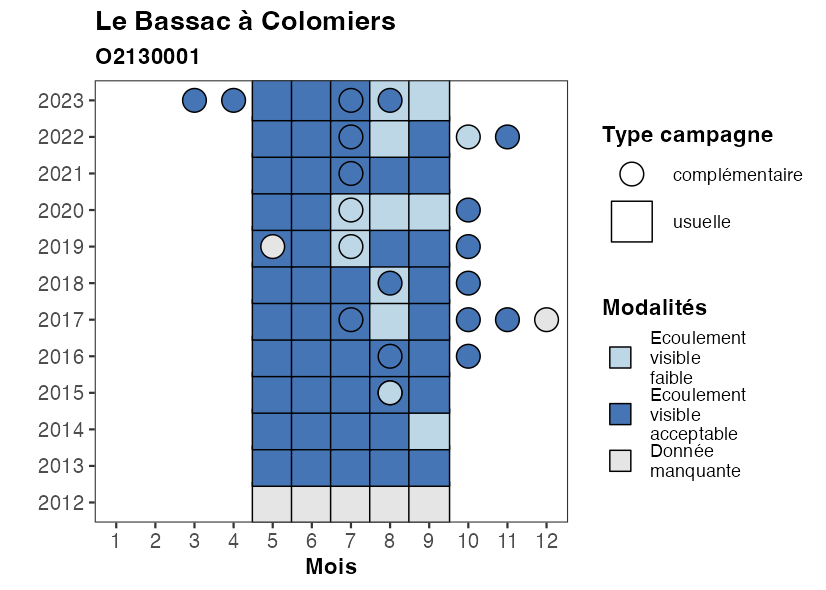 Le Bassac à Colomiers
O2130001
2023
2022
2021
2020
2019
2018
2017
2016
2015
2014
2013
2012
1 2 3 4 5 6 7 8 9 10 11 12
Mois
Type campagne
complémentaire
usuelle
Modalités
Ecoulement
visible
faible
Ecoulement
visible
acceptable
Donnée
manquante